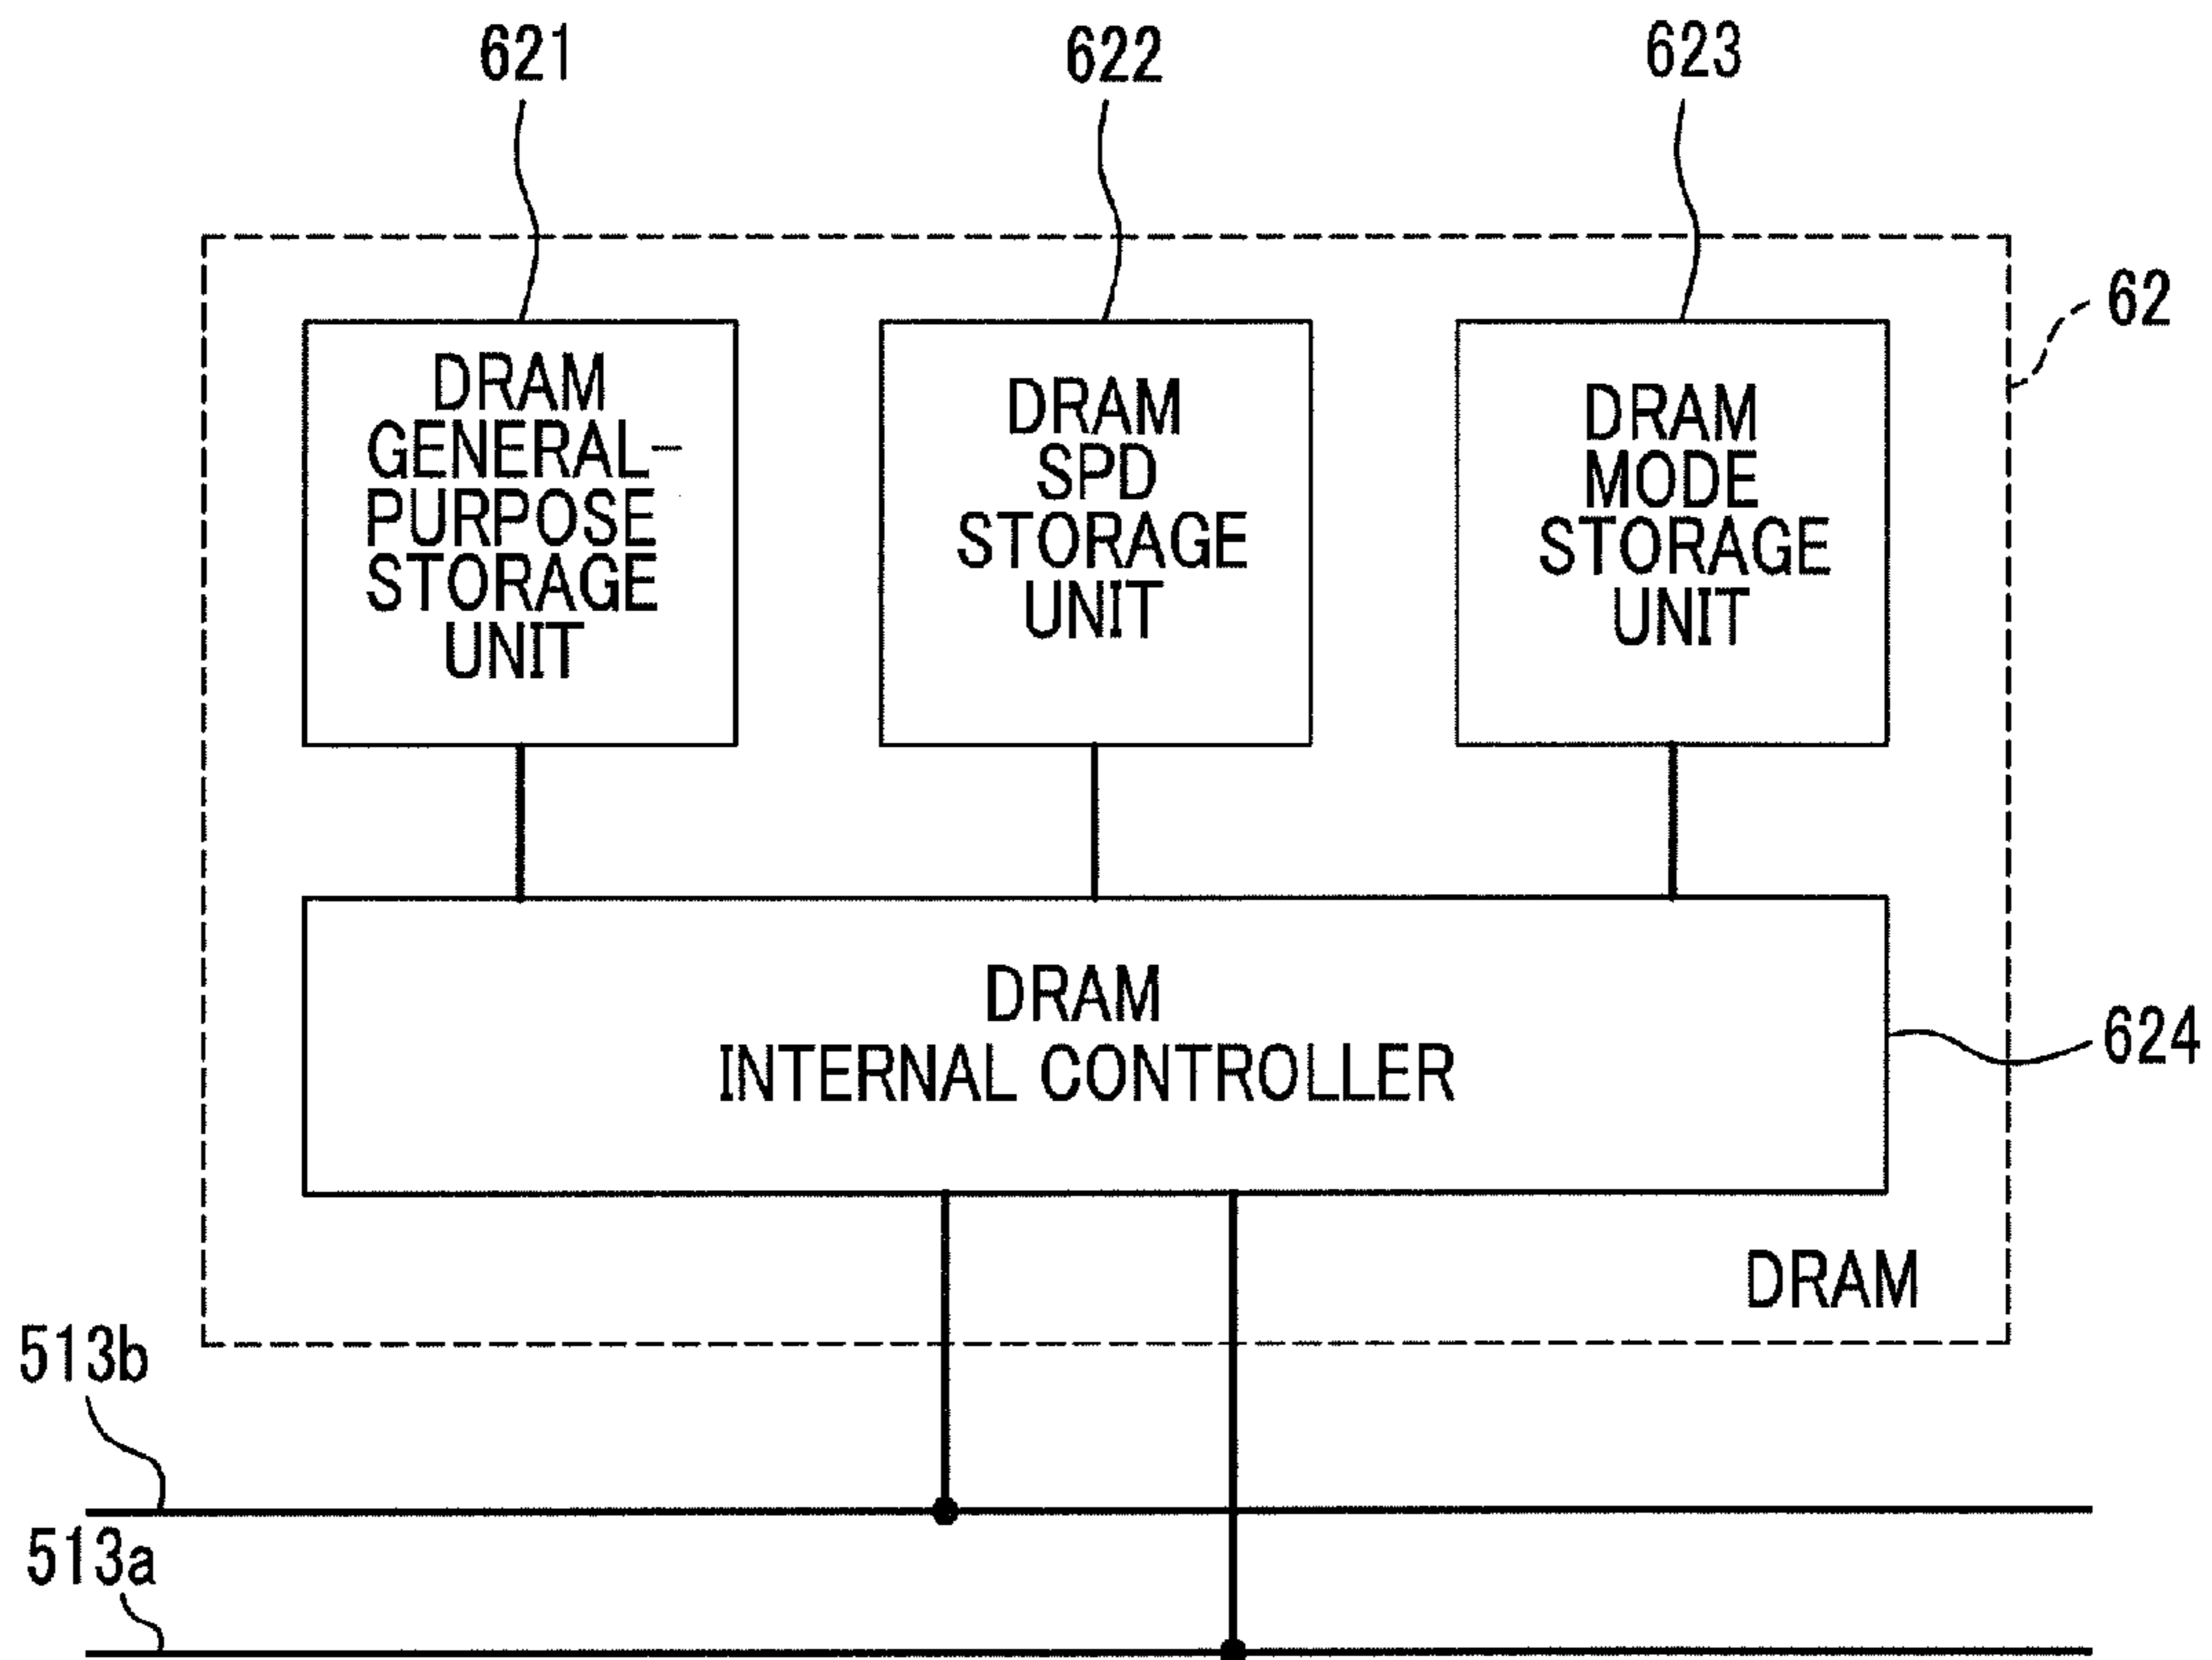 621
622
623
62
DRAM
GENERAL-
PURPOSE
STORAGE
UNIT
DRAM
SPD
STORAGE
UNIT
DRAM
MODE
STORAGE
UNIT
DRAM
INTERNAL CONTROLLER
624
DRAM
513b
513a